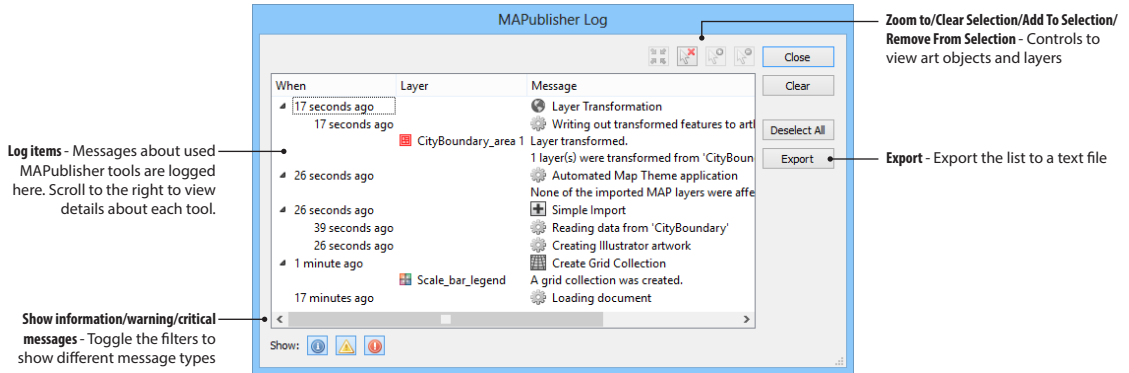 MAPublisher Log
Zoom to/Clear Selection/Add To Selection/
Remove From Selection - Controls to
view art objects and layers
Close
When Layer Message
Clear
17 seconds ago Layer Transformation
17 seconds ago Writing out transformed features to artl
Deselect All
CityBoundary_area 1 Layer transformed.
1 layer(s) were transformed from 'CityBoun
Export
Export - Export the list to a text file
Log items - Messages about used
MAPublisher tools are logged
here. Scroll to the right to view
details about each tool.
26 seconds ago Automated Map Theme application
None of the imported MAP layers were affe
26 seconds ago Simple Import
39 seconds ago Reading data from 'CityBoundary'
26 seconds ago Creating Illustrator artwork
1 minute ago Create Grid Collection
Scale_bar_legend A grid collection was created.
17 minutes ago Loading document
Show information/warning/critical
messages - Toggle the filters to
show different message types
Show: